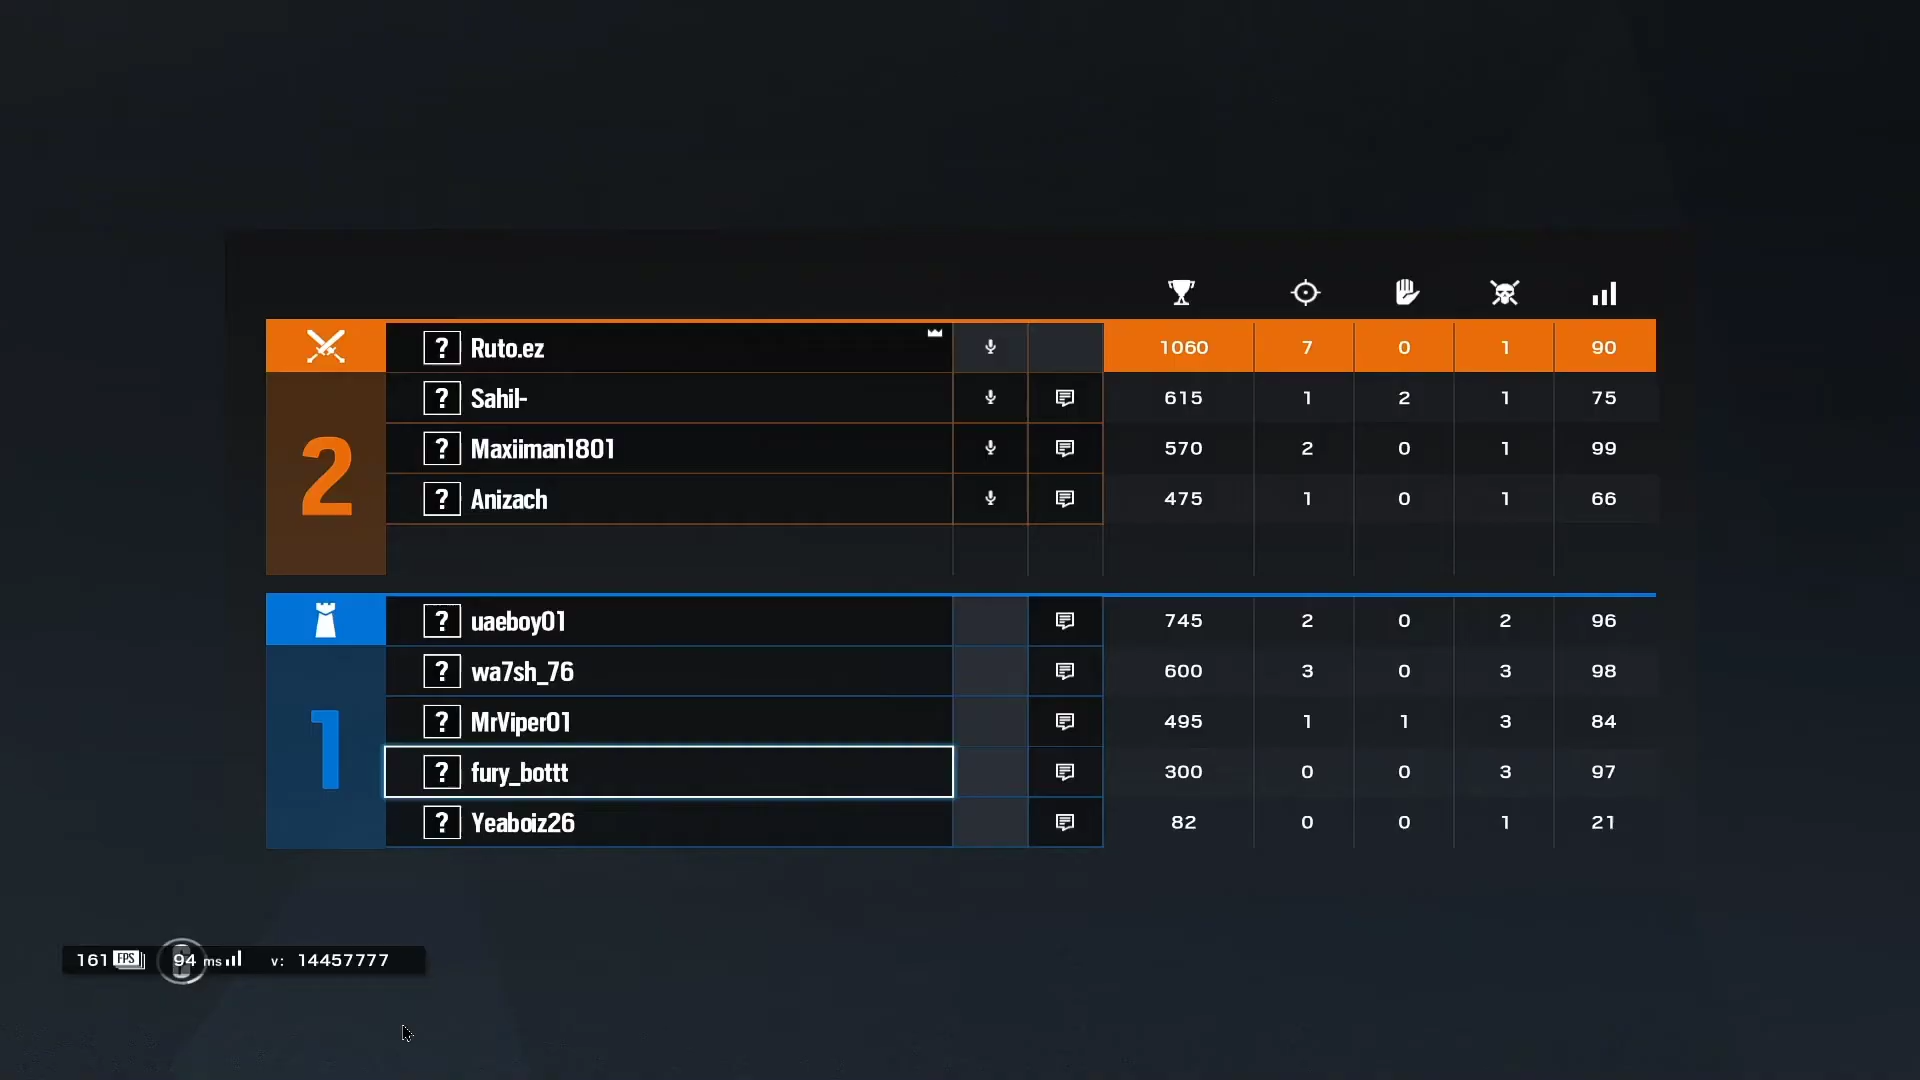 ? Ruto.ez 1060 7 0 1 90
? Sahil- 615 1 2 1 75
2
? Maxiiman1801 570 2 0 1 99
? Anizach 475 1 0 1 66
? uaeboy01 745 2 0 2 96
? wa7sh_76 600 3 0 3 98
1
? MrViper01 495 1 1 3 84
? fury_bottt 300 0 0 3 97
? Yeaboiz26 82 0 0 1 21
161 FPS 94 ms v: 14457777